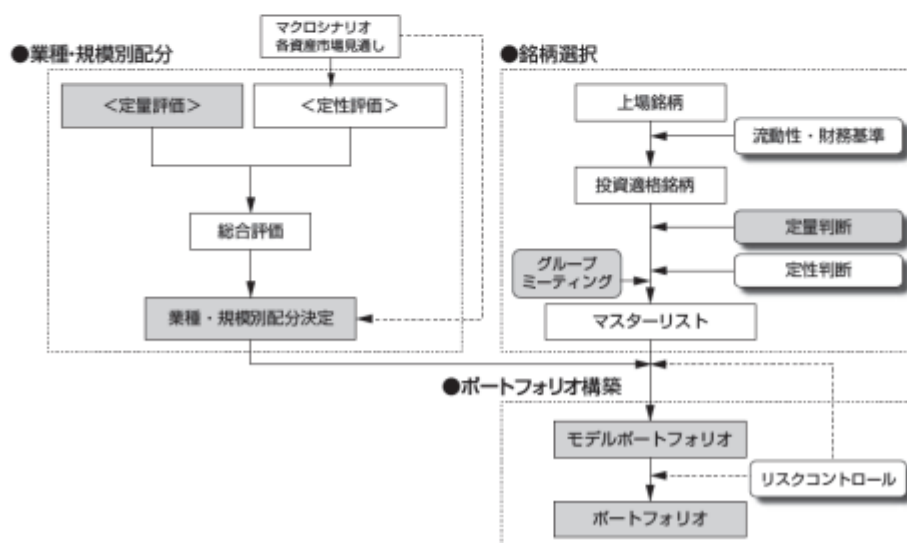 マクロシナリオ
各資産市場見通し
●業種・規模別配分
<定量評価>
<定性評価>
総合評価
業種・規模別配分決定
●銘柄選択
上場銘柄
流動性・財務基準
投資適格銘柄
定量判断
グループ
ミーティング
定性判断
マスターリスト
●ポートフォリオ構築
モデルポートフォリオ
リスクコントロール
ポートフォリオ